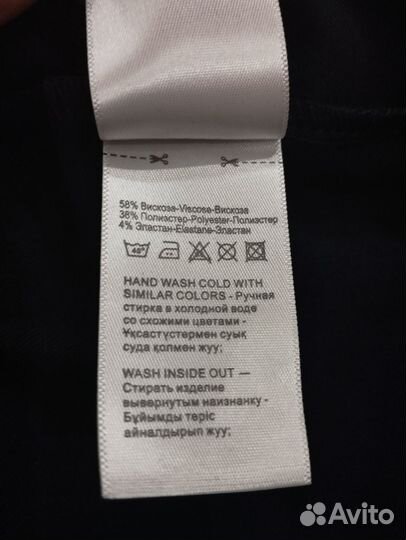 58% Вискоза-Viscose-Вискоза
38% Полиэстер-Polyester-Полиэстер
4% Эластан-Elastane-Эластан
40°
HAND WASH COLD WITH
SIMILAR COLORS - Ручная
стирка в холодной воде
со схожими цветами -
Ұқсастүстермен суық
суда қолмен жуу;
WASH INSIDE OUT —
Стирать изделие
вывернутым наизнанку -
Бұйымды теріс
айналдырып жуу;
Avito